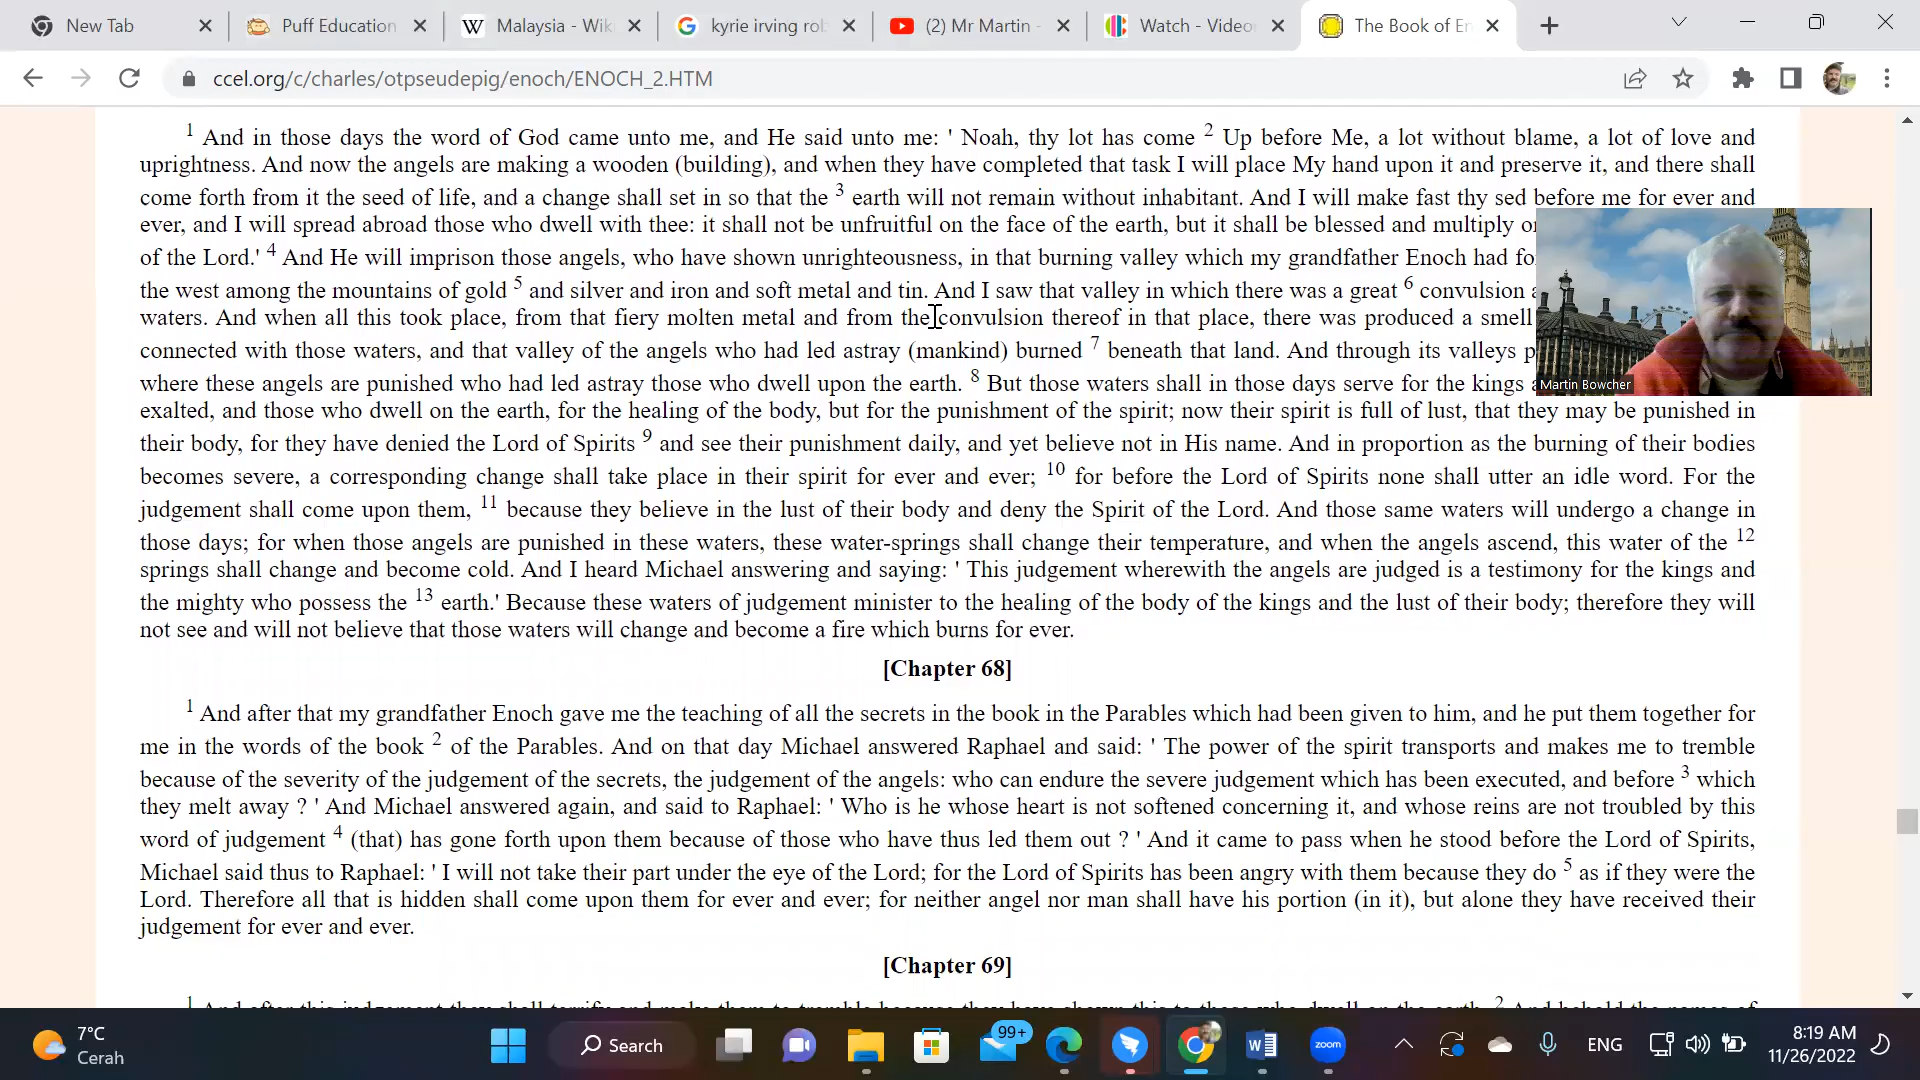 New Tab
Puff Education
Malaysia - Wik
kyrie irving rob
(2) Mr Martin -
Watch - Video
The Book of En
ccel.org/c/charles/otpseudepig/enoch/ENOCH_2.HTM
1 And in those days the word of God came unto me, and He said unto me: ' Noah, thy lot has come 2 Up before Me, a lot without blame, a lot of love and
uprightness. And now the angels are making a wooden (building), and when they have completed that task I will place My hand upon it and preserve it, and there shall
come forth from it the seed of life, and a change shall set in so that the 3 earth will not remain without inhabitant. And I will make fast thy sed before me for ever and
ever, and I will spread abroad those who dwell with thee: it shall not be unfruitful on the face of the earth, but it shall be blessed and multiply
of the Lord.' 4 And He will imprison those angels, who have shown unrighteousness, in that burning valley which my grandfather Enoch had
the west among the mountains of gold 5 and silver and iron and soft metal and tin. And I saw that valley in which there was a great 6 convulsion
waters. And when all this took place, from that fiery molten metal and from the convulsion thereof in that place, there was produced a smell
connected with those waters, and that valley of the angels who had led astray (mankind) burned 7 beneath that land. And through its valleys
where these angels are punished who had led astray those who dwell upon the earth. 8 But those waters shall in those days serve for the kings
exalted, and those who dwell on the earth, for the healing of the body, but for the punishment of the spirit; now their spirit is full of lust, that they may be punished in
their body, for they have denied the Lord of Spirits 9 and see their punishment daily, and yet believe not in His name. And in proportion as the burning of their bodies
becomes severe, a corresponding change shall take place in their spirit for ever and ever; 10 for before the Lord of Spirits none shall utter an idle word. For the
judgement shall come upon them, 11 because they believe in the lust of their body and deny the Spirit of the Lord. And those same waters will undergo a change in
those days; for when those angels are punished in these waters, these water-springs shall change their temperature, and when the angels ascend, this water of the 12
springs shall change and become cold. And I heard Michael answering and saying: ' This judgement wherewith the angels are judged is a testimony for the kings and
the mighty who possess the 13 earth.' Because these waters of judgement minister to the healing of the body of the kings and the lust of their body; therefore they will
not see and will not believe that those waters will change and become a fire which burns for ever.
Martin Bowcher
[Chapter 68]
1 And after that my grandfather Enoch gave me the teaching of all the secrets in the book in the Parables which had been given to him, and he put them together for
me in the words of the book 2 of the Parables. And on that day Michael answered Raphael and said: ' The power of the spirit transports and makes me to tremble
because of the severity of the judgement of the secrets, the judgement of the angels: who can endure the severe judgement which has been executed, and before 3 which
they melt away ? ' And Michael answered again, and said to Raphael: ' Who is he whose heart is not softened concerning it, and whose reins are not troubled by this
word of judgement 4 (that) has gone forth upon them because of those who have thus led them out ? ' And it came to pass when he stood before the Lord of Spirits,
Michael said thus to Raphael: ' I will not take their part under the eye of the Lord; for the Lord of Spirits has been angry with them because they do 5 as if they were the
Lord. Therefore all that is hidden shall come upon them for ever and ever; for neither angel nor man shall have his portion (in it), but alone they have received their
judgement for ever and ever.
[Chapter 69]
1 And after this judgement they shall terrify and make them to tremble because they have shown this to those who dwell on the earth. 2 And behold the names of
7°C
Cerah
Search
99+
zoom
ENG
8:19 AM
11/26/2022